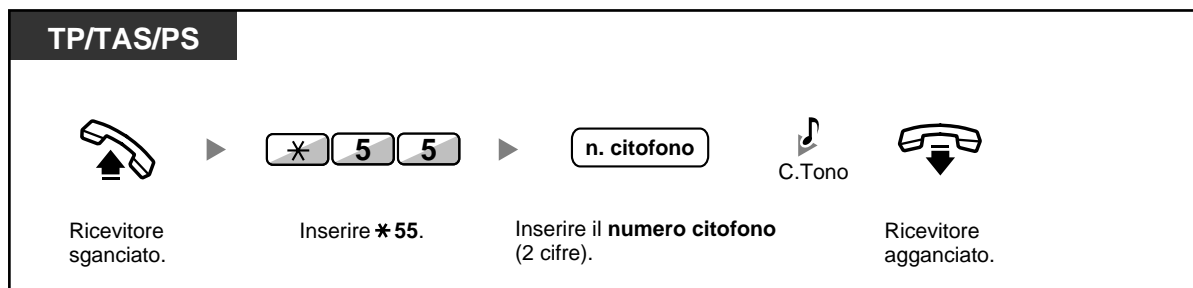 TP/TAS/PS
* 5 5
n. citofono
C.Tono
Ricevitore
sganciato.
Inserire * 55.
Inserire il numero citofono
(2 cifre).
Ricevitore
agganciato.